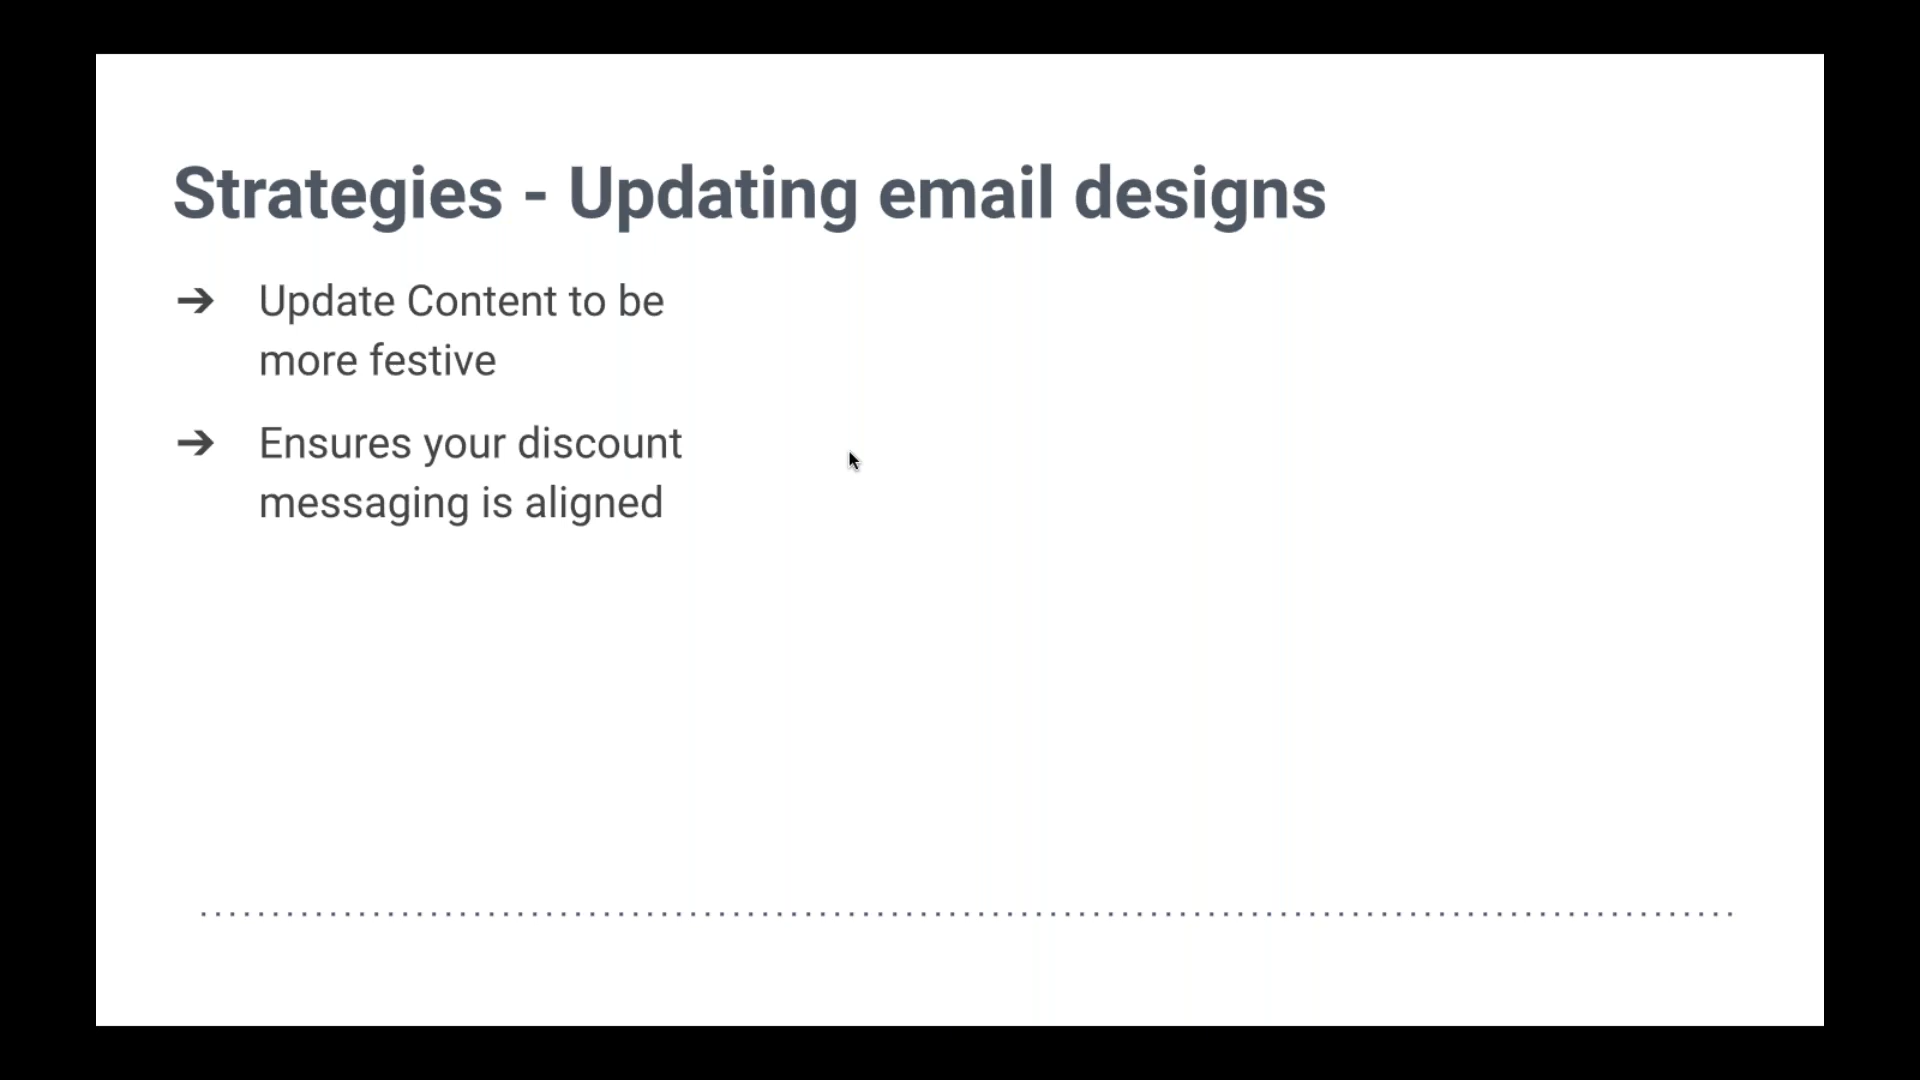 Strategies - Updating email designs
➔ Update Content to be
more festive
➔ Ensures your discount
messaging is aligned